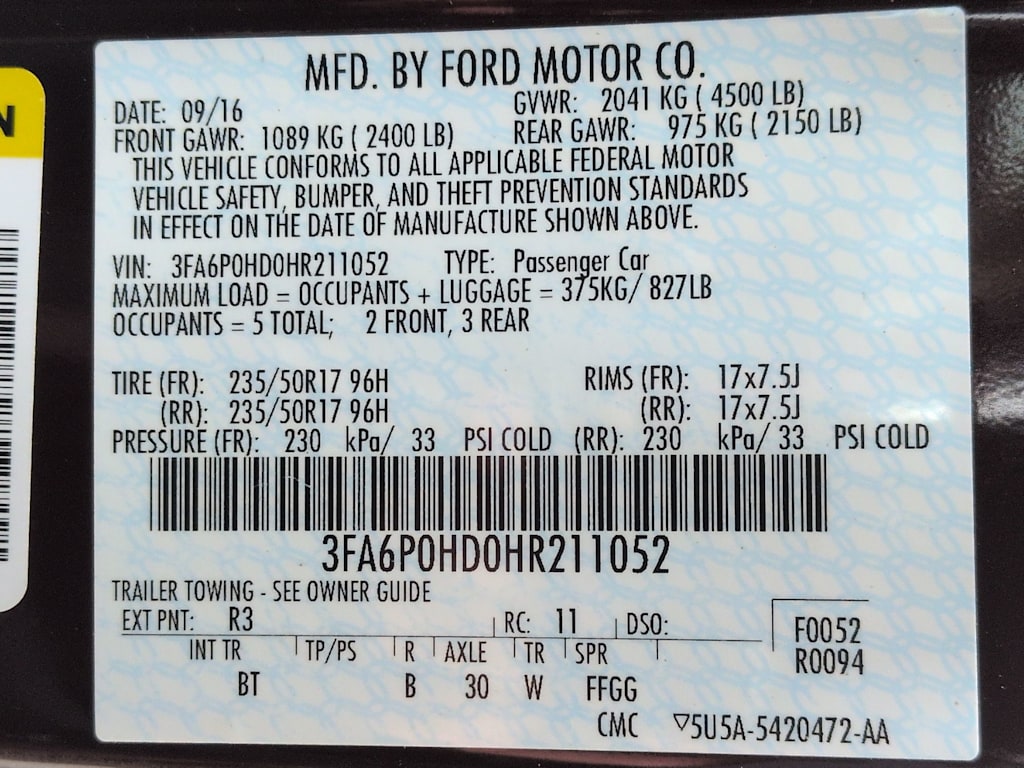 N
MFD. BY FORD MOTOR CO.
DATE: 09/16 GVWR: 2041 KG ( 4500 LB)
FRONT GAWR: 1089 KG ( 2400 LB) REAR GAWR: 975 KG ( 2150 LB)
THIS VEHICLE CONFORMS TO ALL APPLICABLE FEDERAL MOTOR
VEHICLE SAFETY, BUMPER, AND THEFT PREVENTION STANDARDS
IN EFFECT ON THE DATE OF MANUFACTURE SHOWN ABOVE.
VIN: 3FA6P0HD0HR211052 TYPE: Passenger Car
MAXIMUM LOAD = OCCUPANTS + LUGGAGE = 375KG/ 827LB
OCCUPANTS = 5 TOTAL; 2 FRONT, 3 REAR
TIRE (FR): 235/50R17 96H RIMS (FR): 17x7.5J
(RR): 235/50R17 96H (RR): 17x7.5J
PRESSURE (FR): 230 kPa/ 33 PSI COLD (RR): 230 kPa/ 33 PSI COLD
3FA6P0HD0HR211052
TRAILER TOWING - SEE OWNER GUIDE
EXT PNT: R3 RC: 11 DSO: F0052
INT TR TP/PS R AXLE TR SPR R0094
BT B 30 W FFGG
CMC ▽5U5A-5420472-AA